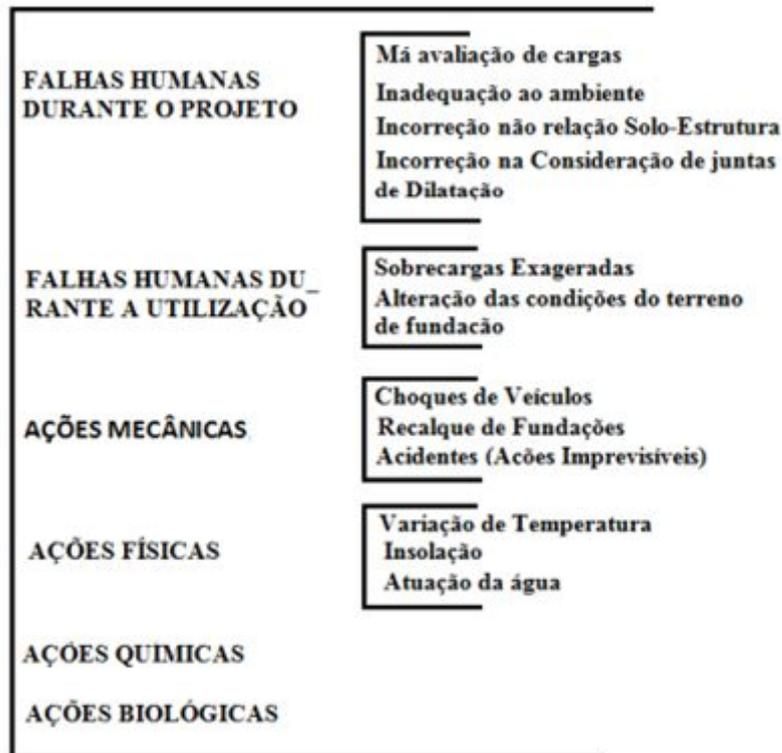 FALHAS HUMANAS
DURANTE O PROJETO
Má avaliação de cargas
Inadequação ao ambiente
Incorreção não relação Solo-Estrutura
Incorreção na Consideração de juntas
de Dilatação
FALHAS HUMANAS DU_
RANTE A UTILIZAÇÃO
Sobrecargas Exageradas
Alteração das condições do terreno
de fundacão
AÇÕES MECÂNICAS
Choques de Veículos
Recalque de Fundações
Acidentes (Acões Imprevisíveis)
AÇÕES FÍSICAS
Variação de Temperatura
Insolação
Atuação da água
AÇÕES QUIMICAS
AÇÕES BIOLÓGICAS